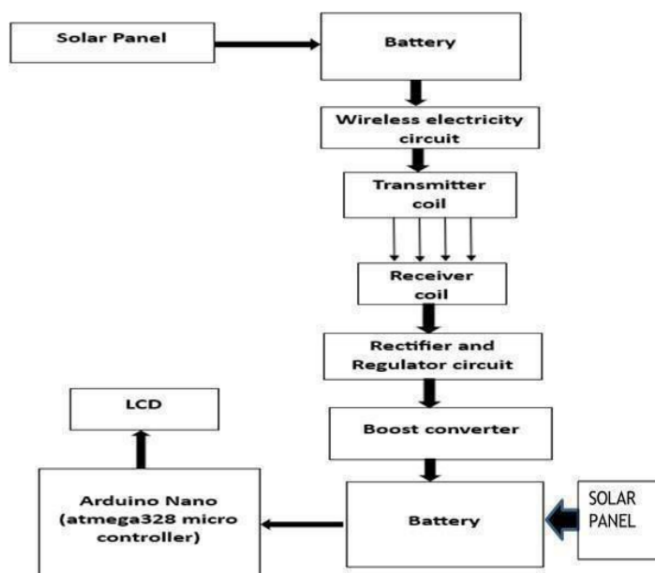 Solar Panel
Battery
Wireless electricity
circuit
Transmitter
coil
Receiver
coil
Rectifier and
Regulator circuit
LCD
Boost converter
Arduino Nano
(atmega328 micro
controller)
Battery
SOLAR
PANEL